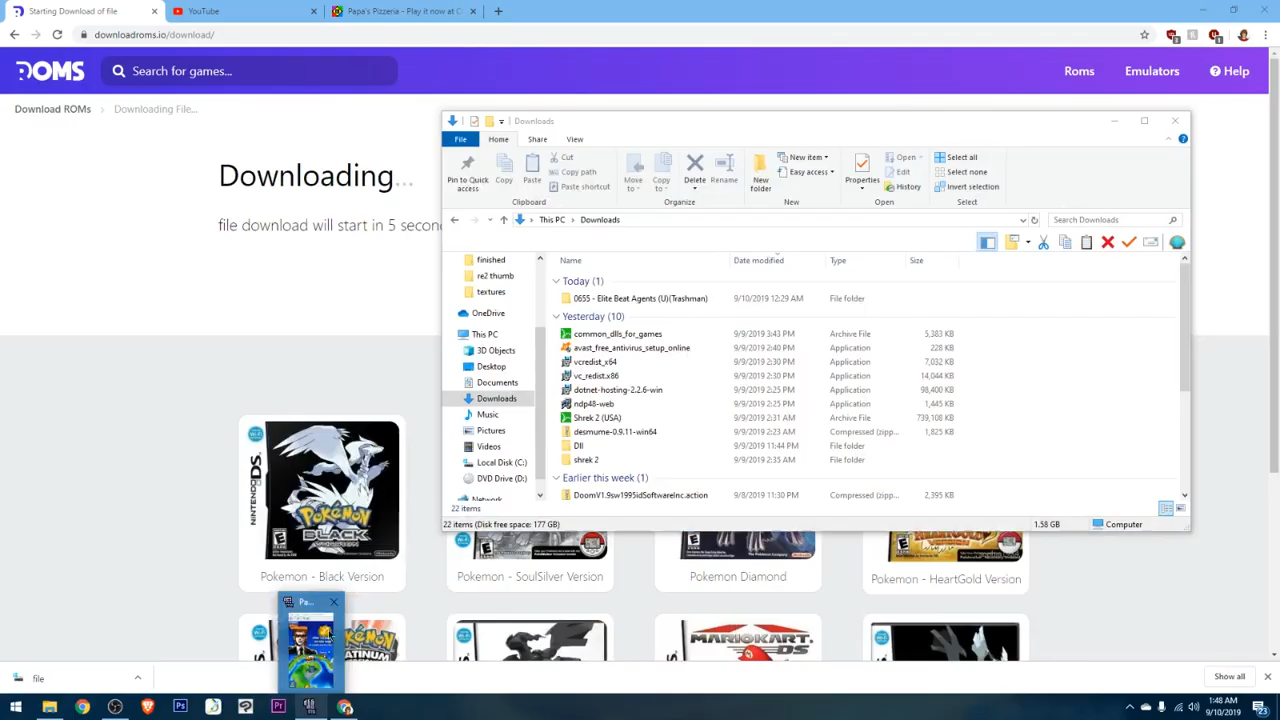 Starting Download of file
YouTube
Papa's Pizzeria - Play it now at C
downloadroms.io/download/
ROMS
Search for games...
Roms
Emulators
Help
Download ROMs
Downloading File...
Downloading...
file download will start in 5 secon
Downloads
File
Home
Share
View
Pin to Quick access
Copy
Paste
Cut
Copy path
Paste shortcut
Clipboard
Move to
Copy to
Delete
Rename
Organize
New folder
New item
Easy access
New
Properties
Open
Edit
History
Open
Select all
Select none
Invert selection
Select
This PC
Downloads
Search Downloads
finished
re2 thumb
textures
OneDrive
This PC
3D Objects
Desktop
Documents
Downloads
Music
Pictures
Videos
Local Disk (C:)
DVD Drive (D:)
Network
Name Date modified Type Size
Today (1)
0655 - Elite Beat Agents (U)(Trashman) 9/10/2019 12:29 AM File folder
Yesterday (10)
common_dlls_for_games 9/9/2019 3:43 PM Archive File 5,383 KB
avast_free_antivirus_setup_online 9/9/2019 2:40 PM Application 228 KB
vcredist_x64 9/9/2019 2:30 PM Application 7,032 KB
vc_redist.x86 9/9/2019 2:30 PM Application 14,044 KB
dotnet-hosting-2.2.6-win 9/9/2019 2:25 PM Application 98,400 KB
ndp48-web 9/9/2019 2:25 PM Application 1,445 KB
Shrek 2 (USA) 9/9/2019 2:31 AM Archive File 739,108 KB
desmume-0.9.11-win64 9/9/2019 2:23 AM Compressed (zipp... 1,825 KB
Dll 9/9/2019 11:44 PM File folder
shrek 2 9/9/2019 2:35 AM File folder
Earlier this week (1)
DoomV1.9sw1995idSoftwareInc.action 9/8/2019 11:30 PM Compressed (zipp... 2,395 KB
22 items
22 items (Disk free space: 177 GB)
1.58 GB
Computer
NINTENDO DS
POKéMON
BLACK
VERSION
Pokemon - Black Version
Pokemon - SoulSilver Version
Pokemon Diamond
Pokemon - HeartGold Version
Pa...
POKéMON
PLATINUM
MARIOKART
DS
file
Show all
1:48 AM
9/10/2019
23